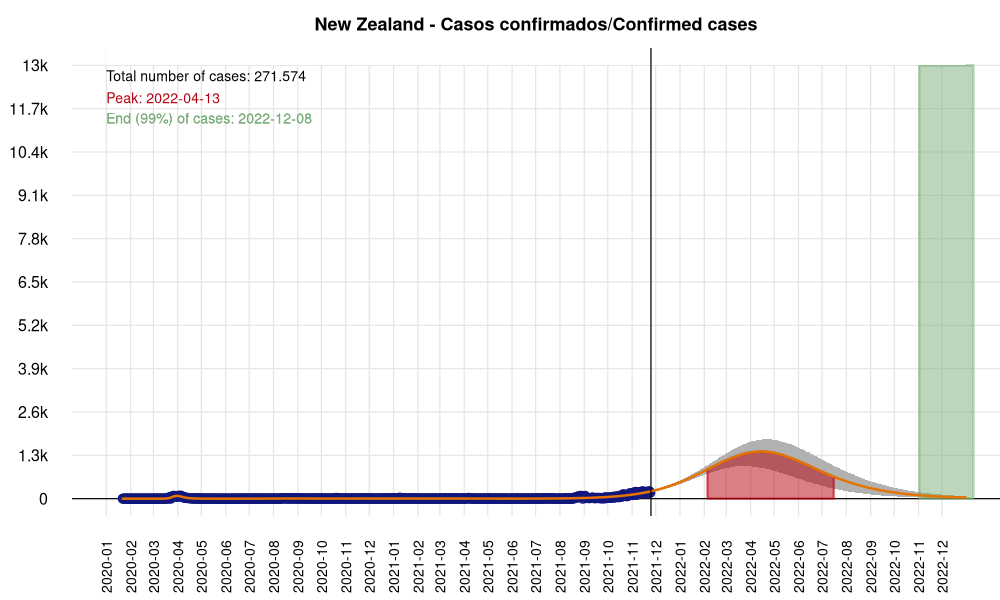 New Zealand - Casos confirmados/Confirmed cases
Total number of cases: 271.574
Peak: 2022-04-13
End (99%) of cases: 2022-12-08
13k
11.7k
10.4k
9.1k
7.8k
6.5k
5.2k
3.9k
2.6k
1.3k
0
2020-01
2020-02
2020-03
2020-04
2020-05
2020-06
2020-07
2020-08
2020-09
2020-10
2020-11
2020-12
2021-01
2021-02
2021-03
2021-04
2021-05
2021-06
2021-07
2021-08
2021-09
2021-10
2021-11
2021-12
2022-01
2022-02
2022-03
2022-04
2022-05
2022-06
2022-07
2022-08
2022-09
2022-10
2022-11
2022-12